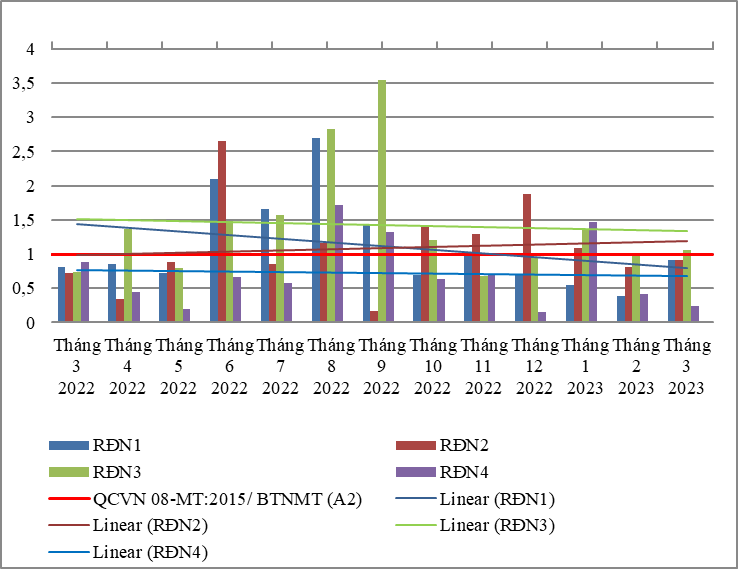 4
3,5
3
2,5
2
1,5
1
0,5
0
Tháng Tháng Tháng Tháng Tháng Tháng Tháng Tháng Tháng Tháng Tháng Tháng Tháng
3 4 5 6 7 8 9 10 11 12 1 2 3
2022 2022 2022 2022 2022 2022 2022 2022 2022 2022 2023 2023 2023
RĐN1 RĐN2
RĐN3 RĐN4
QCVN 08-MT:2015/ BTNMT (A2) Linear (RĐN1)
Linear (RĐN2) Linear (RĐN3)
Linear (RĐN4)